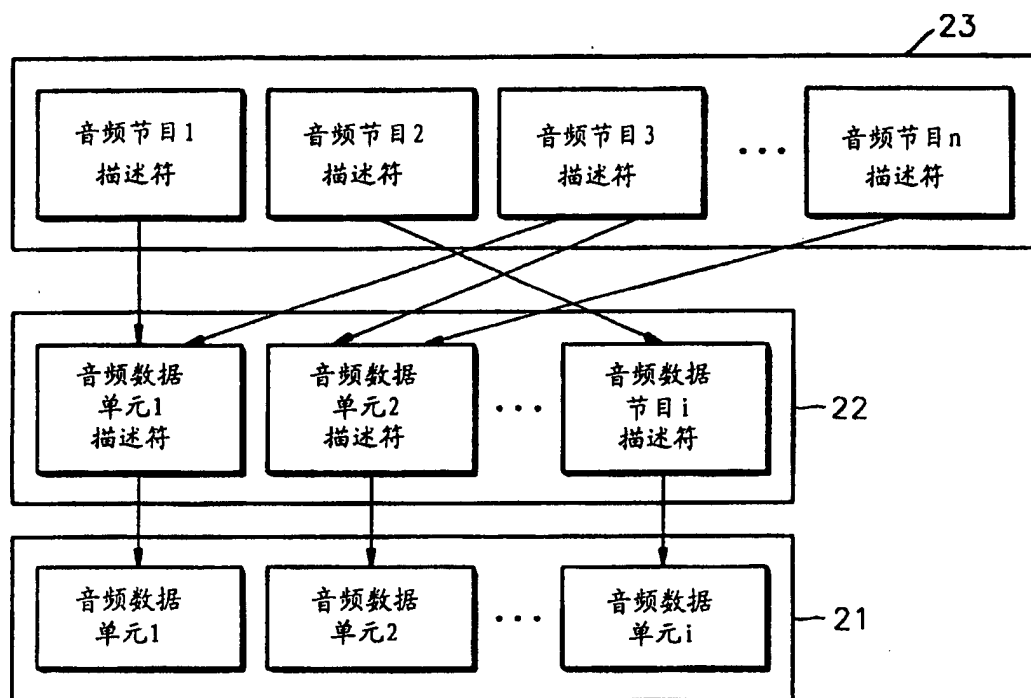 23
音频节目1
描述符
音频节目2
描述符
音频节目3
描述符
...
音频节目n
描述符
音频数据
单元1
描述符
音频数据
单元2
描述符
...
音频数据
节目i
描述符
22
音频数据
单元1
音频数据
单元2
...
音频数据
单元i
21